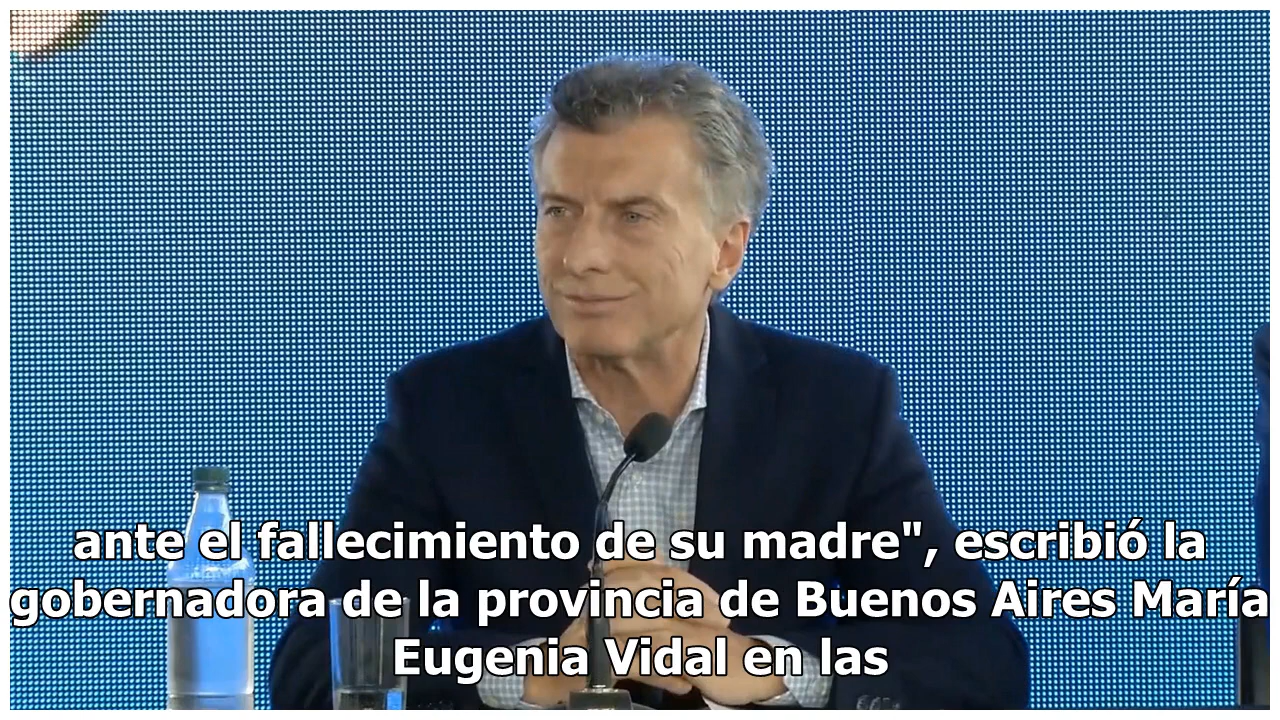 ante el fallecimiento de su madre", escribió la
gobernadora de la provincia de Buenos Aires María
Eugenia Vidal en las